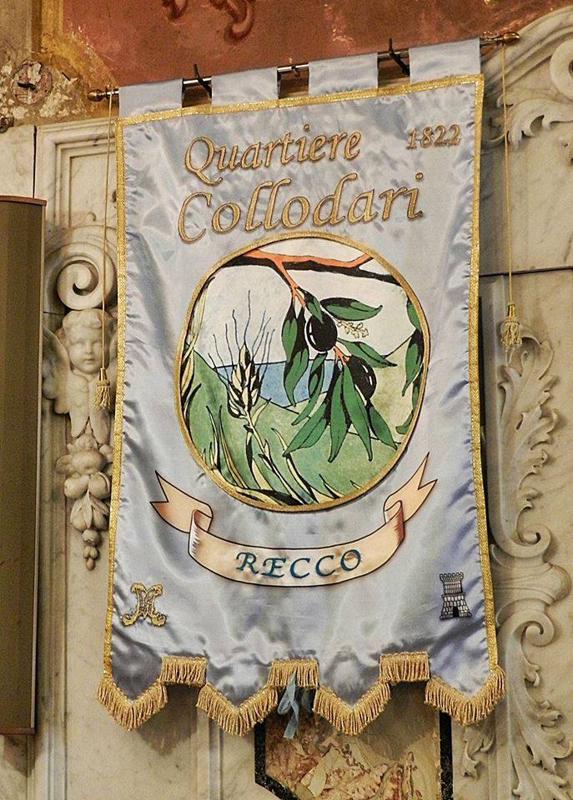 Quartiere
1822
Collodari
RECCO